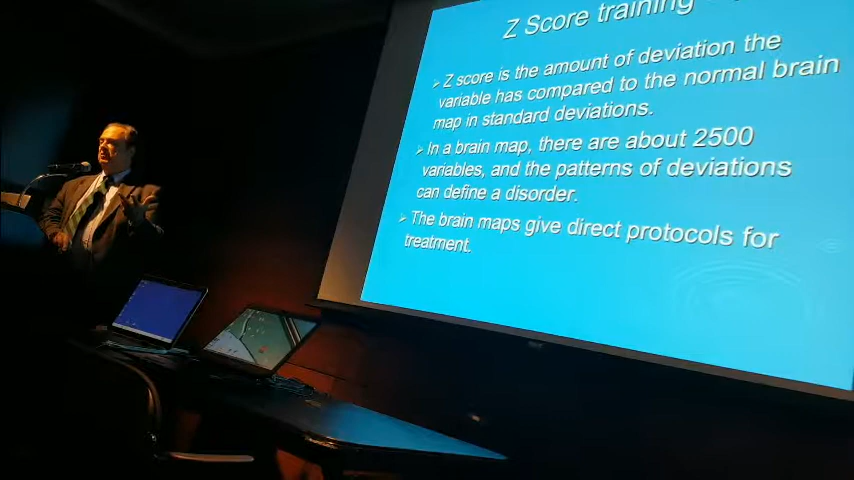 Z Score training
➢ Z score is the amount of deviation the
variable has compared to the normal brain
map in standard deviations.
➢ In a brain map, there are about 2500
variables, and the patterns of deviations
can define a disorder.
➢ The brain maps give direct protocols for
treatment.